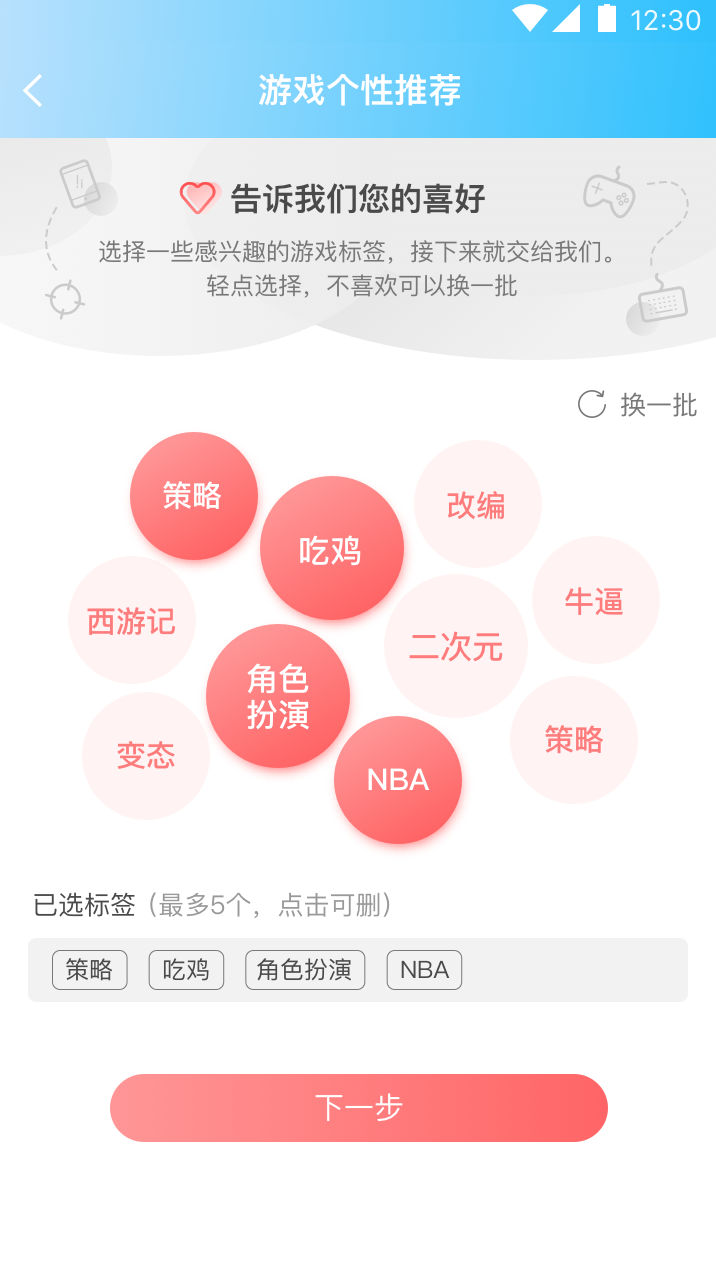 12:30
游戏个性推荐
告诉我们您的喜好
选择一些感兴趣的游戏标签，接下来就交给我们。
轻点选择，不喜欢可以换一批
换一批
策略
吃鸡
改编
西游记
二次元
牛逼
角色
扮演
变态
NBA
策略
已选标签（最多5个，点击可删）
策略 吃鸡 角色扮演 NBA
下一步